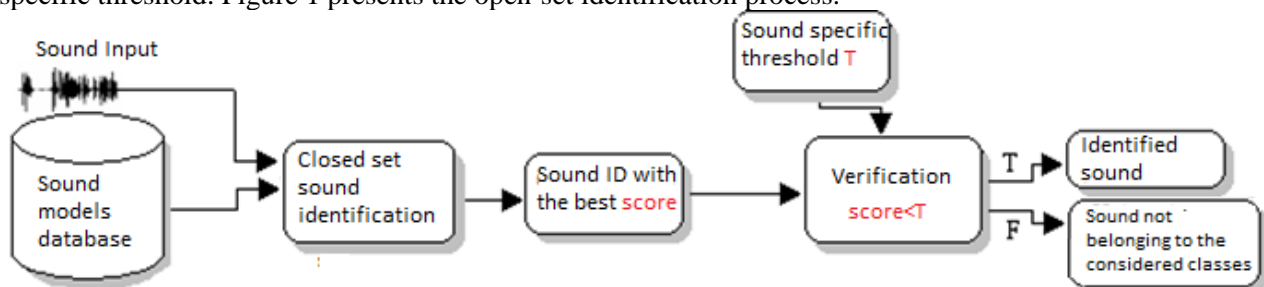 specific threshold. Figure 1 presents the open-set identification process.
Sound Input
Sound
models
database
Closed set
sound
identification
Sound ID with
the best score
Sound specific
threshold T
Verification
score<T
T
F
Identified
sound
Sound not
belonging to the
considered classes